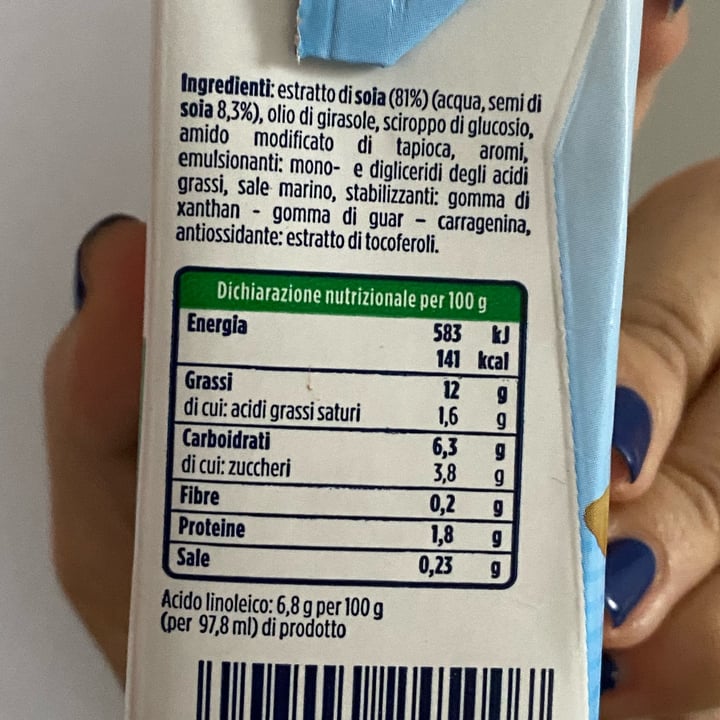 Ingredienti: estratto di soia (81%) (acqua, semi di
soia 8,3%), olio di girasole, sciroppo di glucosio,
amido modificato di tapioca, aromi,
emulsionanti: mono- e digliceridi degli acidi
grassi, sale marino, stabilizzanti: gomma di
xanthan - gomma di guar – carragenina,
antiossidante: estratto di tocoferoli.
Dichiarazione nutrizionale per 100 g
Energia 583 kJ
141 kcal
Grassi 12 g
di cui: acidi grassi saturi 1,6 g
Carboidrati 6,3 g
di cui: zuccheri 3,8 g
Fibre 0,2 g
Proteine 1,8 g
Sale 0,23 g
Acido linoleico: 6,8 g per 100 g
(per 97,8 ml) di prodotto